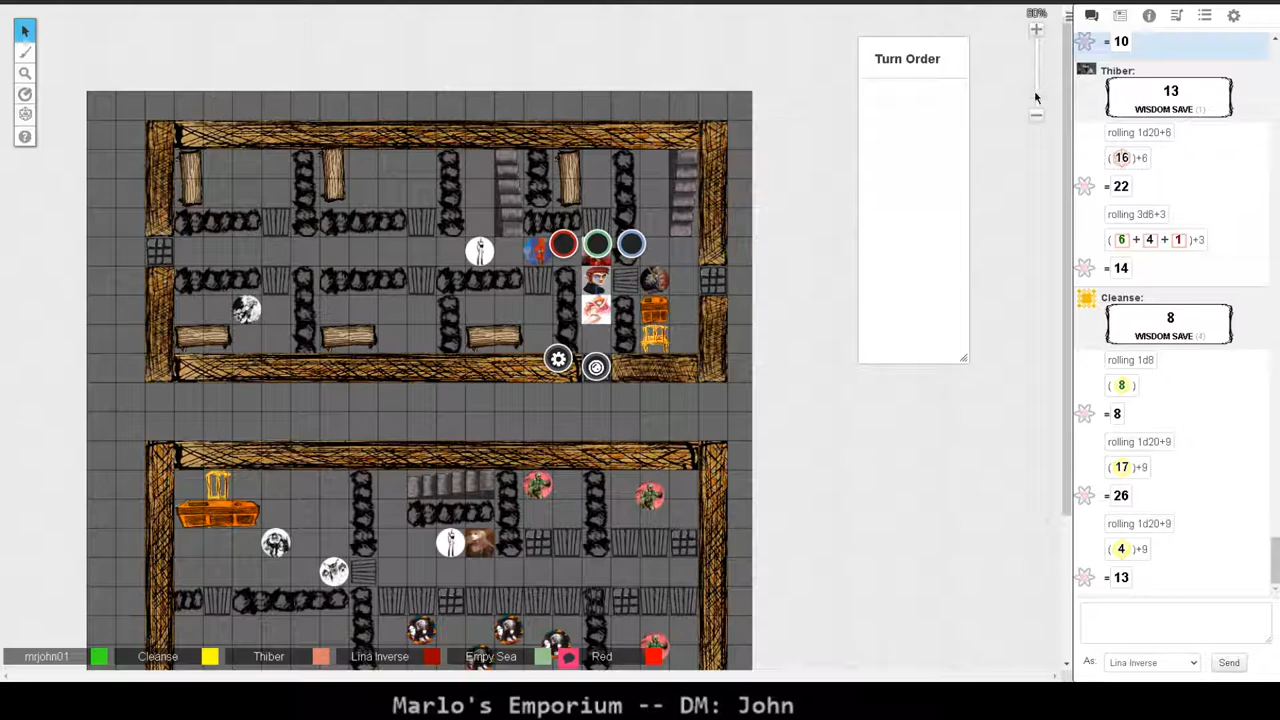 80%
Turn Order
= 10
Thiber:
13
WISDOM SAVE (1)
rolling 1d20+6
(16)+6
= 22
rolling 3d6+3
(6+4+1)+3
= 14
Cleanse:
8
WISDOM SAVE (4)
rolling 1d8
(8)
= 8
rolling 1d20+9
(17)+9
= 26
rolling 1d20+9
(4)+9
= 13
As: Lina Inverse Send
mrjohn01 Cleanse Thiber Lina Inverse Empy Sea Red
Marlo's Emporium -- DM: John